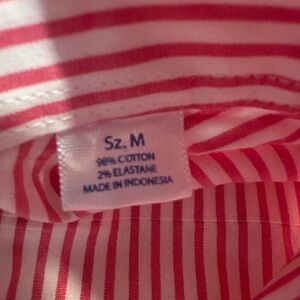 Sz. M
98% COTTON
2% ELASTANE
MADE IN INDONESIA